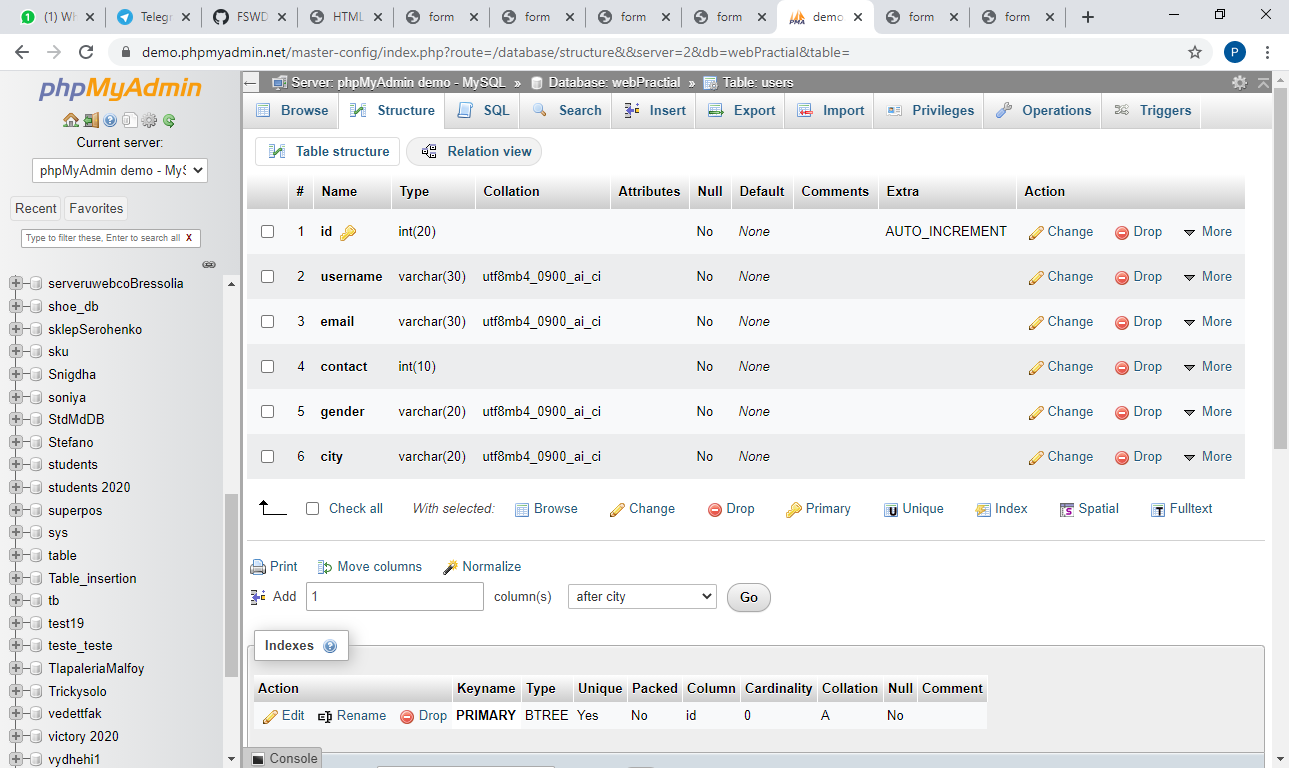 1 (1) Wh
Telegr
FSWD
HTML
form
form
form
form
demo
form
form
demo.phpmyadmin.net/master-config/index.php?route=/database/structure&&server=2&db=webPractial&table=
P
phpMyAdmin
Current server:
phpMyAdmin demo - MyS
Recent Favorites
Type to filter these, Enter to search all X
serveruwebcoBressolia
shoe_db
sklepSerohenko
sku
Snigdha
soniya
StdMdDB
Stefano
students
students 2020
superpos
sys
table
Table_insertion
tb
test19
teste_teste
TlapaleriaMalfoy
Trickysolo
vedettfak
victory 2020
vydhehi1
Server: phpMyAdmin demo - MySQL » Database: webPractial » Table: users
Browse Structure SQL Search Insert Export Import Privileges Operations Triggers
Table structure Relation view
# Name Type Collation Attributes Null Default Comments Extra Action
1 id int(20) No None AUTO_INCREMENT Change Drop More
2 username varchar(30) utf8mb4_0900_ai_ci No None Change Drop More
3 email varchar(30) utf8mb4_0900_ai_ci No None Change Drop More
4 contact int(10) No None Change Drop More
5 gender varchar(20) utf8mb4_0900_ai_ci No None Change Drop More
6 city varchar(20) utf8mb4_0900_ai_ci No None Change Drop More
Check all With selected: Browse Change Drop Primary Unique Index Spatial Fulltext
Print Move columns Normalize
Add 1 column(s) after city Go
Indexes
Action Keyname Type Unique Packed Column Cardinality Collation Null Comment
Edit Rename Drop PRIMARY BTREE Yes No id 0 A No
Console